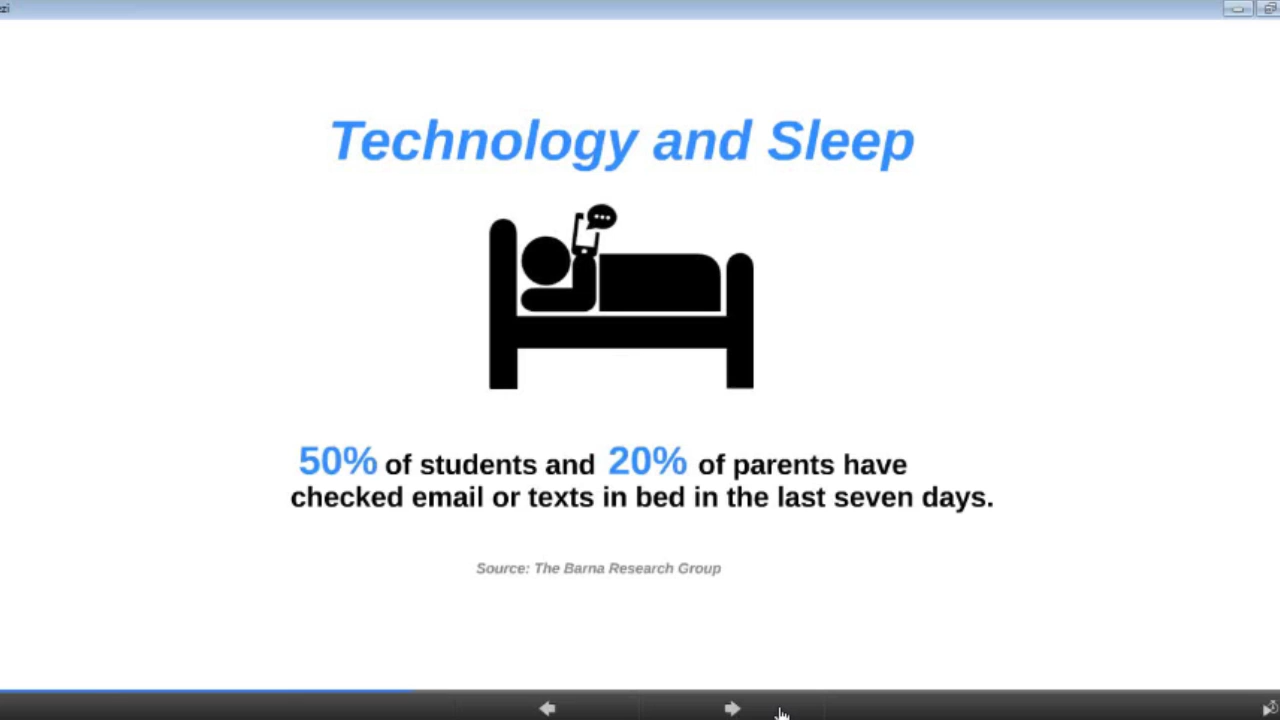 zi
Technology and Sleep
50% of students and 20% of parents have
checked email or texts in bed in the last seven days.
Source: The Barna Research Group